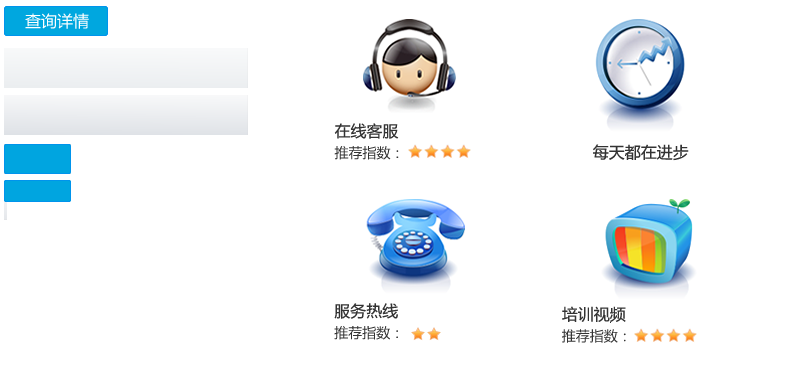 查询详情
在线客服
推荐指数：
每天都在进步
服务热线
推荐指数：
培训视频
推荐指数：